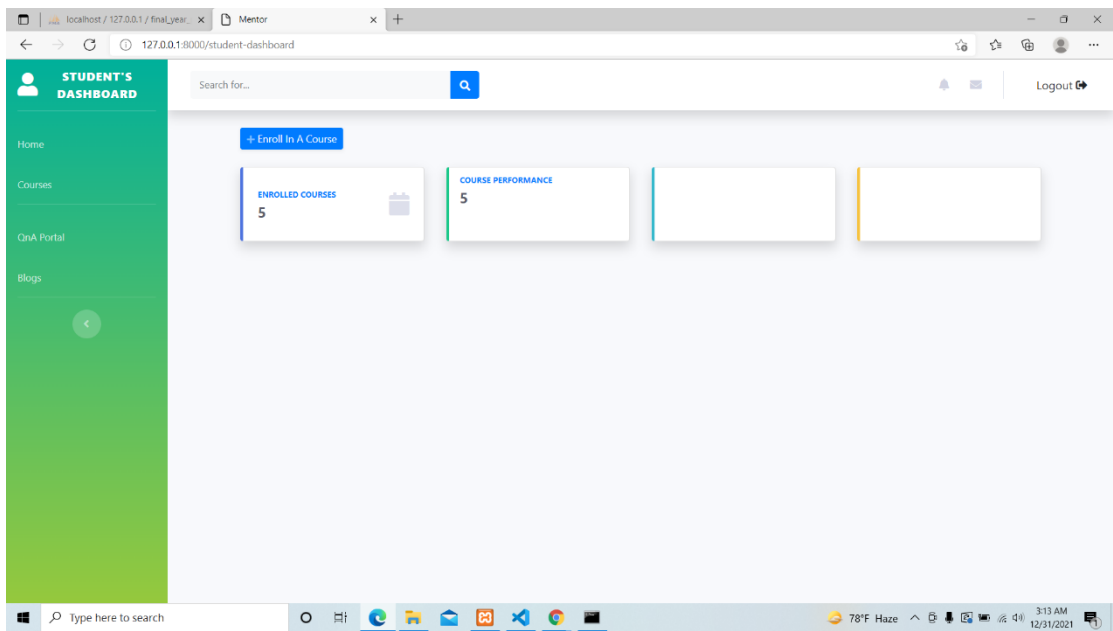 localhost / 127.0.0.1 / final_year_
Mentor
127.0.0.1:8000/student-dashboard
STUDENT'S
DASHBOARD
Search for...
Logout
Home
+ Enroll In A Course
Courses
ENROLLED COURSES
5
COURSE PERFORMANCE
5
QnA Portal
Blogs
Type here to search
78°F Haze
3:13 AM
12/31/2021
1